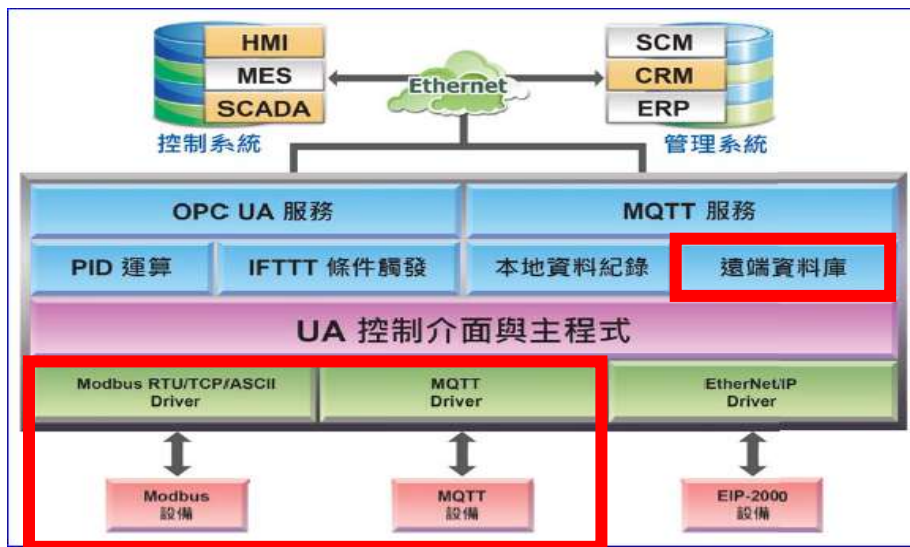 HMI
MES
SCADA
控制系統
Ethernet
SCM
CRM
ERP
管理系統
OPC UA 服務
MQTT 服務
PID 運算
IFTTT 條件觸發
本地資料紀錄
遠端資料庫
UA 控制介面與主程式
Modbus RTU/TCP/ASCII
Driver
MQTT
Driver
EtherNet/IP
Driver
Modbus
設備
MQTT
設備
EIP-2000
設備